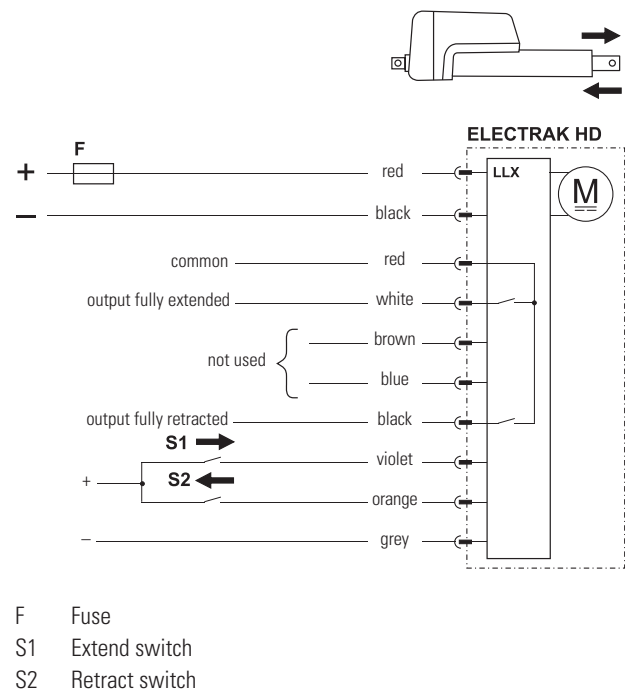 ELECTRAK HD
F
+ red LLX
M
– black
common red
output fully extended white
brown
not used
blue
output fully retracted black
S1
violet
+ S2
orange
– grey
F Fuse
S1 Extend switch
S2 Retract switch